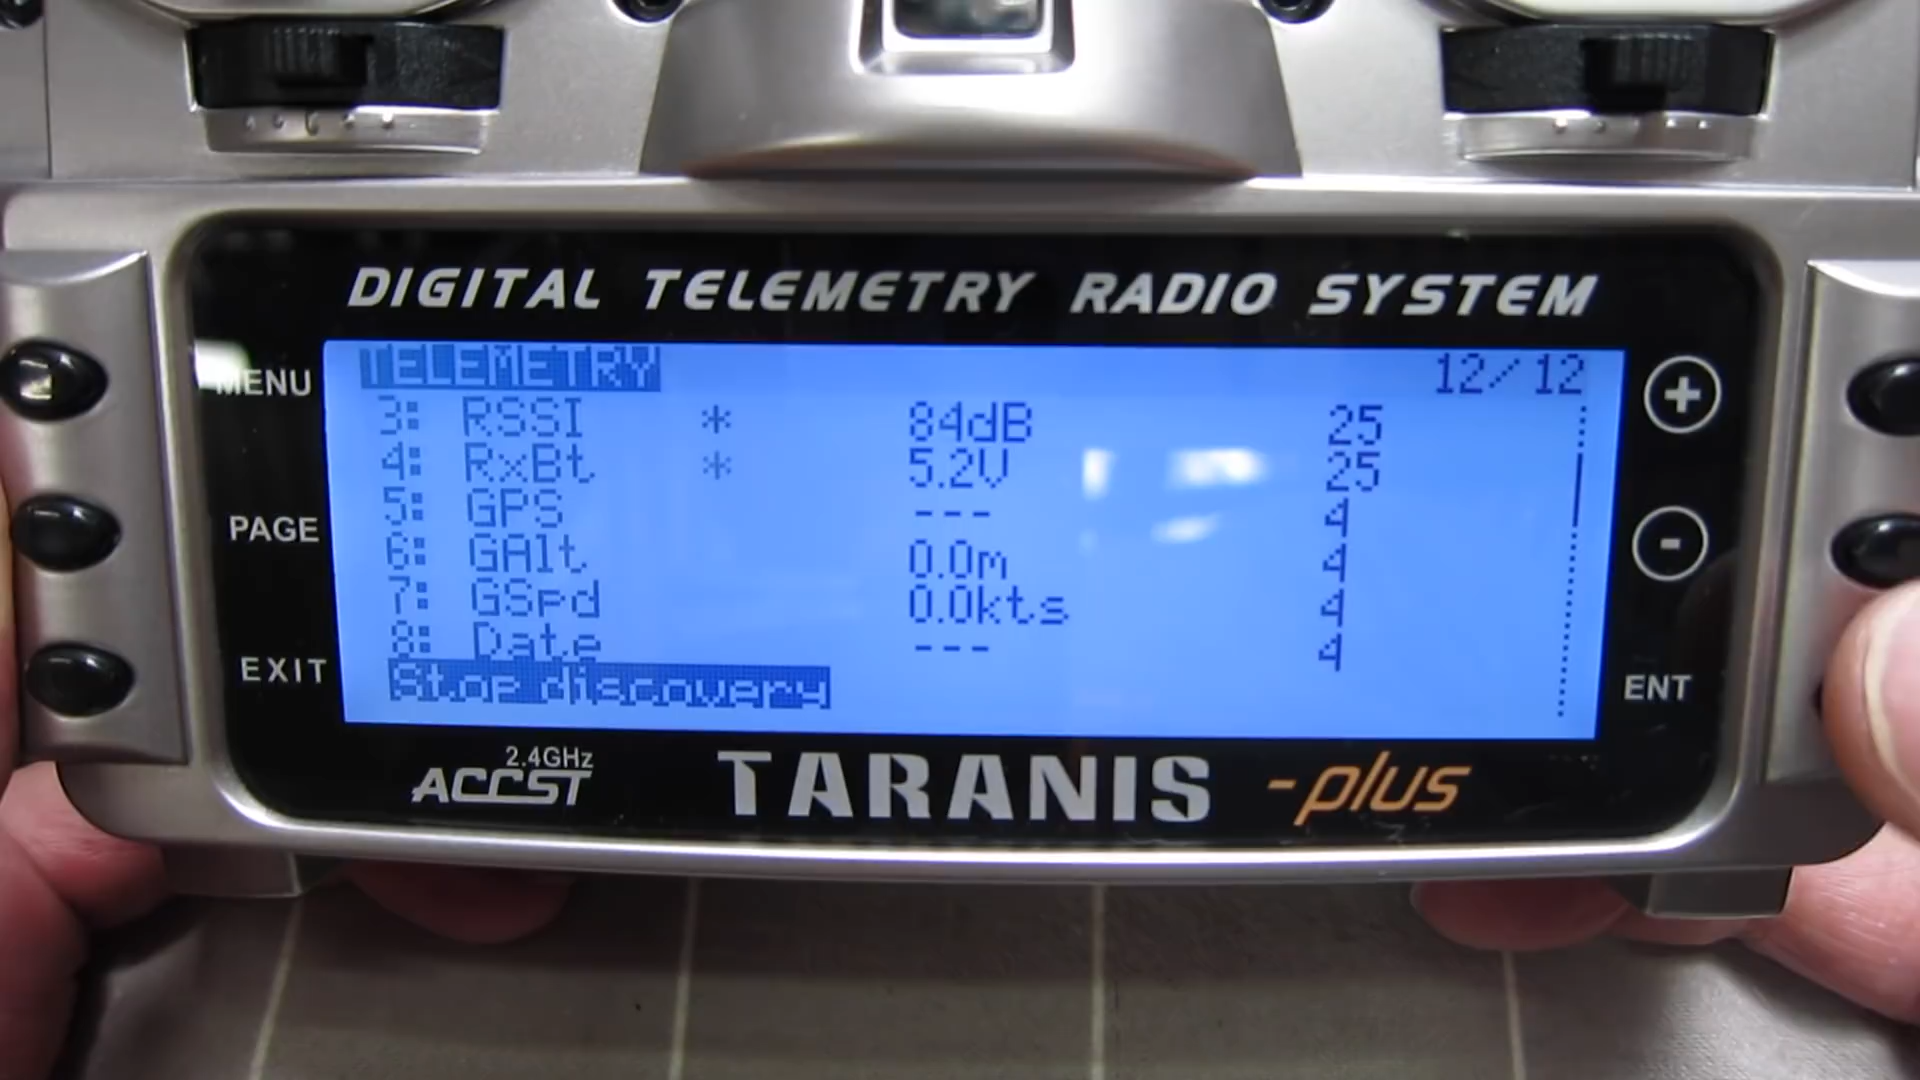 DIGITAL TELEMETRY RADIO SYSTEM
TELEMETRY 12/12
3: RSSI * 84dB 25
4: RxBt * 5.2V 25
5: GPS --- 4
6: GAlt 0.0m 4
7: GSpd 0.0kts 4
8: Date --- 4
Stop discovery
MENU
PAGE
EXIT
+
-
ENT
2.4GHz
ACCST
TARANIS -plus